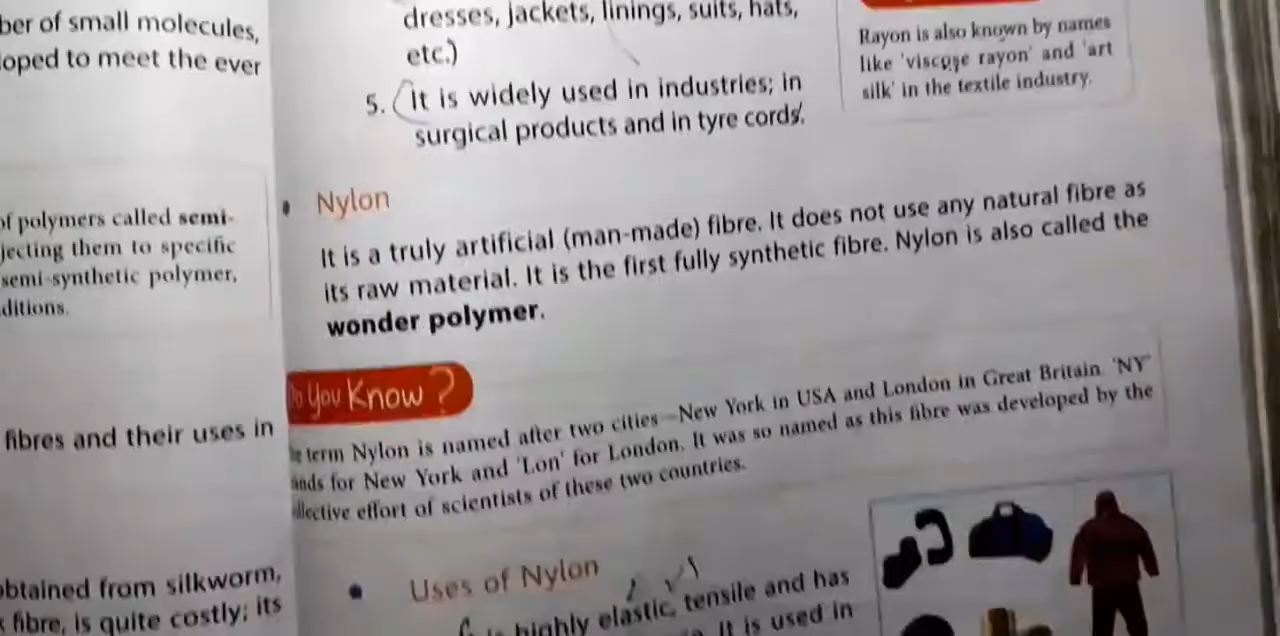 ber of small molecules,
loped to meet the ever
of polymers called semi-
jecting them to specific
semi-synthetic polymer,
ditions.
fibres and their uses in
obtained from silkworm,
fibre, is quite costly; its
dresses, jackets, linings, suits, hats,
etc.)
5. It is widely used in industries; in
surgical products and in tyre cords.
Rayon is also known by names
like 'viscose rayon' and 'art
silk' in the textile industry.
• Nylon
It is a truly artificial (man-made) fibre. It does not use any natural fibre as
its raw material. It is the first fully synthetic fibre. Nylon is also called the
wonder polymer.
Do You Know?
term Nylon is named after two cities—New York in USA and London in Great Britain. 'NY'
ands for New York and 'Lon' for London. It was so named as this fibre was developed by the
llective effort of scientists of these two countries.
• Uses of Nylon
is highly elastic, tensile and has
It is used in